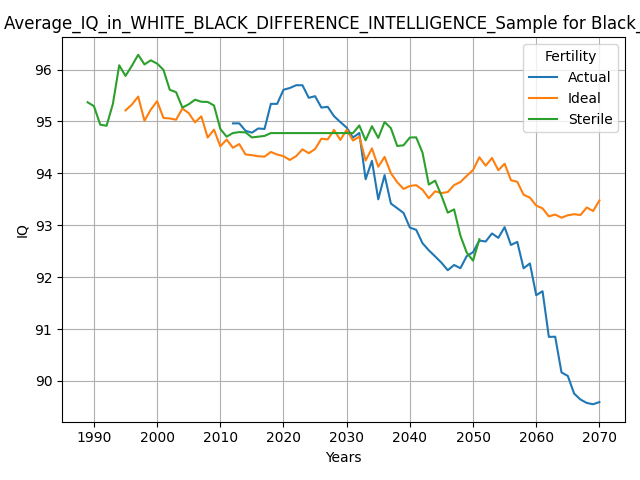 Average_IQ_in_WHITE_BLACK_DIFFERENCE_INTELLIGENCE_Sample for Black_
Fertility
Actual
Ideal
Sterile
96
95
94
93
92
91
90
IQ
1990
2000
2010
2020
2030
2040
2050
2060
2070
Years